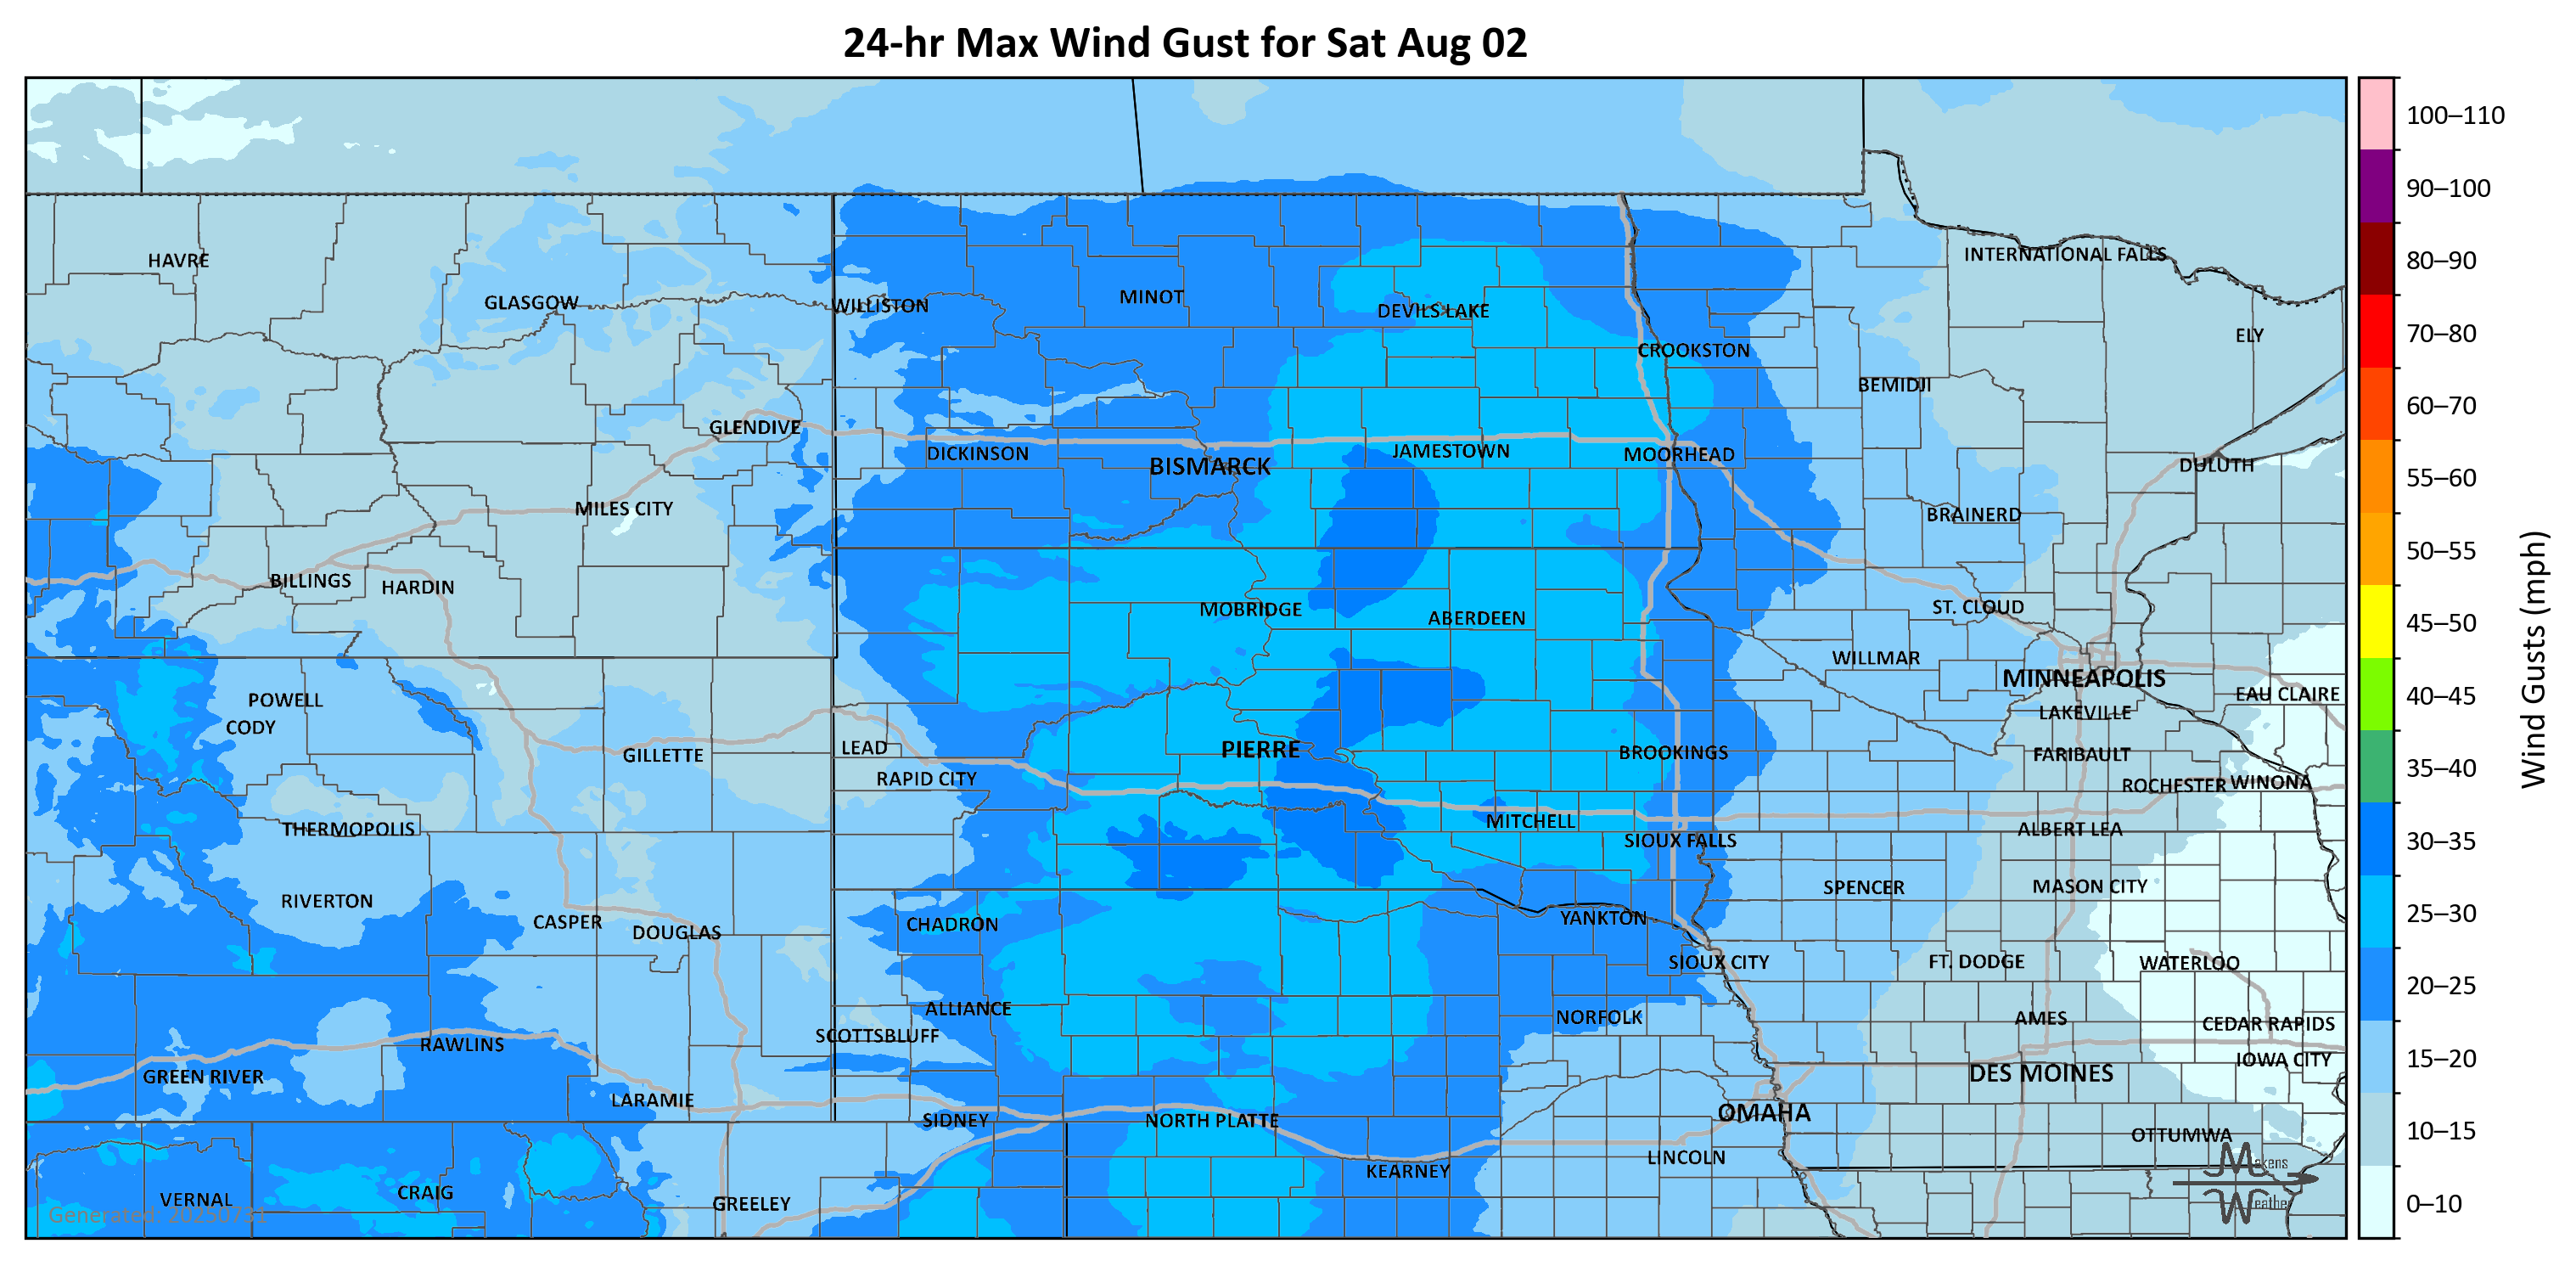 24-hr Max Wind Gust for Sat Aug 02
100–110
90–100
80–90
70–80
60–70
55–60
50–55
45–50
40–45
35–40
30–35
25–30
20–25
15–20
10–15
0–10
Wind Gusts (mph)
HAVRE
INTERNATIONAL FALLS
GLASGOW
WILLISTON
MINOT
DEVILS LAKE
ELY
CROOKSTON
BEMIDJI
GLENDIVE
DICKINSON
BISMARCK
JAMESTOWN
MOORHEAD
DULUTH
MILES CITY
BRAINERD
BILLINGS
HARDIN
MOBRIDGE
ABERDEEN
ST. CLOUD
WILLMAR
MINNEAPOLIS
EAU CLAIRE
POWELL
CODY
LAKEVILLE
GILLETTE
LEAD
PIERRE
BROOKINGS
FARIBAULT
RAPID CITY
ROCHESTER
WINONA
THERMOPOLIS
MITCHELL
SIOUX FALLS
ALBERT LEA
RIVERTON
SPENCER
MASON CITY
CASPER
DOUGLAS
CHADRON
YANKTON
SIOUX CITY
FT. DODGE
WATERLOO
ALLIANCE
NORFOLK
AMES
CEDAR RAPIDS
SCOTTSBLUFF
RAWLINS
IOWA CITY
GREEN RIVER
DES MOINES
LARAMIE
SIDNEY
NORTH PLATTE
OMAHA
OTTUMWA
KEARNEY
LINCOLN
VERNAL
CRAIG
GREELEY
Generated: 20250731
Makens
Weather